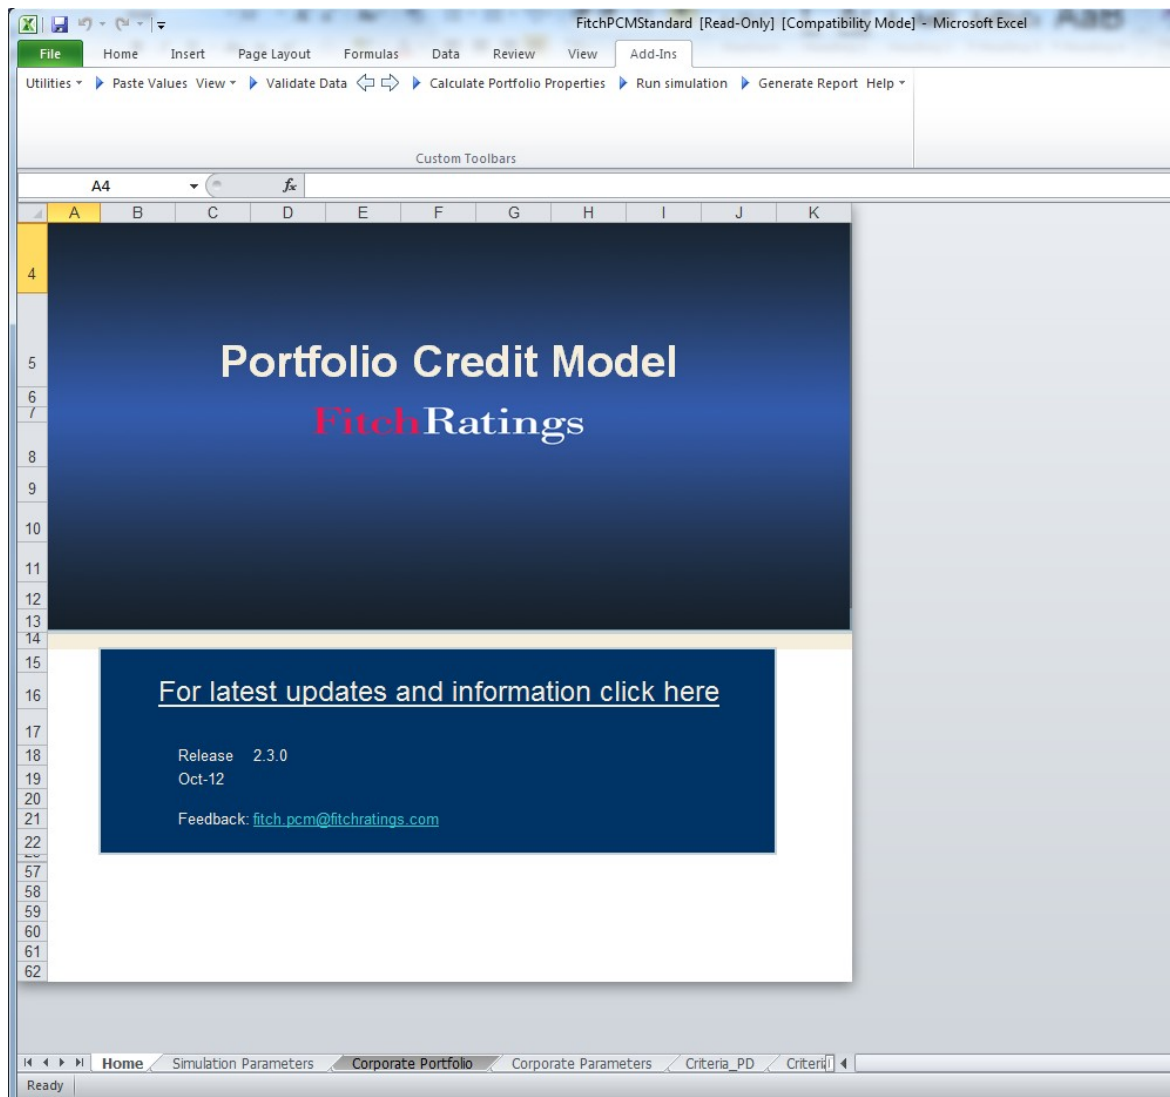 FitchPCMStandard [Read-Only] [Compatibility Mode] - Microsoft Excel
File Home Insert Page Layout Formulas Data Review View Add-Ins
Utilities Paste Values View Validate Data Calculate Portfolio Properties Run simulation Generate Report Help
Custom Toolbars
A4 fx
A B C D E F G H I J K
4
5 Portfolio Credit Model
6
7 FitchRatings
8
9
10
11
12
13
14
15
16 For latest updates and information click here
17
18 Release 2.3.0
19 Oct-12
20
21 Feedback: fitch.pcm@fitchratings.com
22
57
58
59
60
61
62
Home Simulation Parameters Corporate Portfolio Corporate Parameters Criteria_PD
Ready